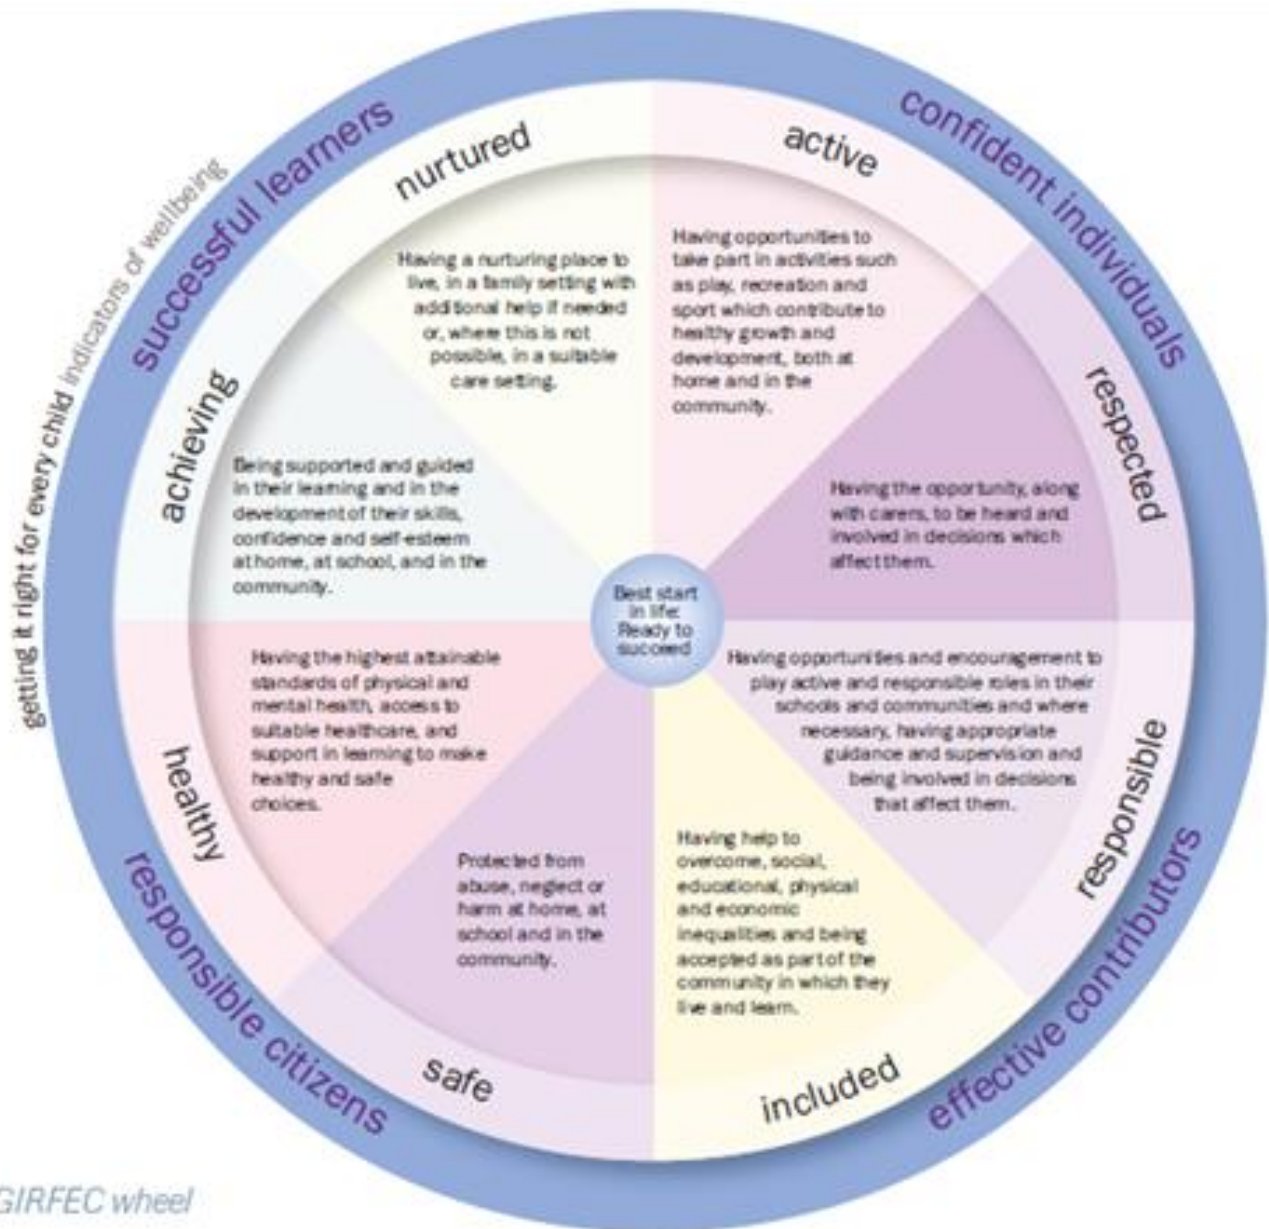 getting it right for every child indicators of wellbeing
successful learners
confident individuals
nurtured
Having a nurturing place to
live, in a family setting with
additional help if needed
or, where this is not
possible, in a suitable
care setting.
active
Having opportunities to
take part in activities such
as play, recreation and
sport which contribute to
healthy growth and
development, both at
home and in the
community.
respected
Having the opportunity, along
with carers, to be heard and
involved in decisions which
affect them.
responsible
Having opportunities and encouragement to
play active and responsible roles in their
schools and communities and where
necessary, having appropriate
guidance and supervision and
being involved in decisions
that affect them.
included
Having help to
overcome, social,
educational, physical
and economic
inequalities and being
accepted as part of the
community in which they
live and learn.
safe
Protected from
abuse, neglect or
harm at home, at
school and in the
community.
healthy
Having the highest attainable
standards of physical and
mental health, access to
suitable healthcare, and
support in learning to make
healthy and safe
choices.
achieving
Being supported and guided
in their learning and in the
development of their skills,
confidence and self-esteem
at home, at school, and in the
community.
Best start
in life:
Ready to
succeed
responsible citizens
effective contributors
GIRFEC wheel